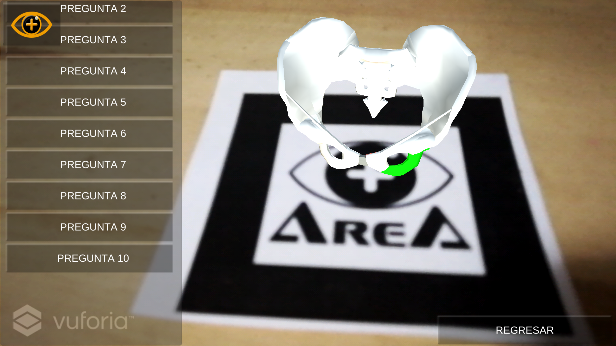 PREGUNTA 2
PREGUNTA 3
PREGUNTA 4
PREGUNTA 5
PREGUNTA 6
PREGUNTA 7
PREGUNTA 8
PREGUNTA 9
PREGUNTA 10
AREA
vuforia™
REGRESAR